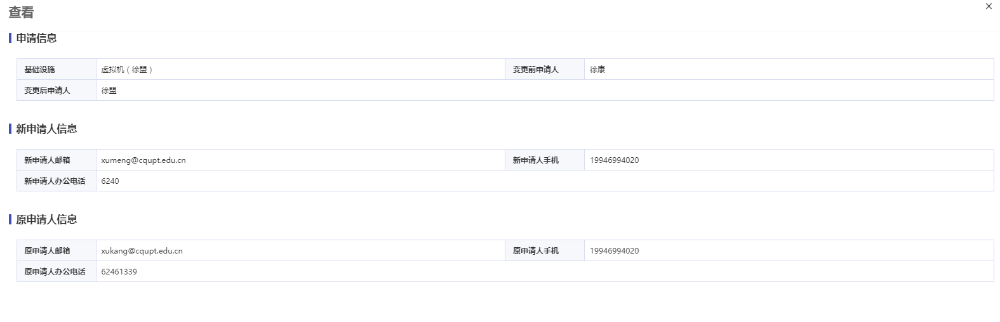 查看
申请信息
基础设施 虚拟机（徐盟） 变更前申请人 徐康
变更后申请人 徐盟
新申请人信息
新申请人邮箱 xumeng@cqupt.edu.cn 新申请人手机 19946994020
新申请人办公电话 6240
原申请人信息
原申请人邮箱 xukang@cqupt.edu.cn 原申请人手机 19946994020
原申请人办公电话 62461339